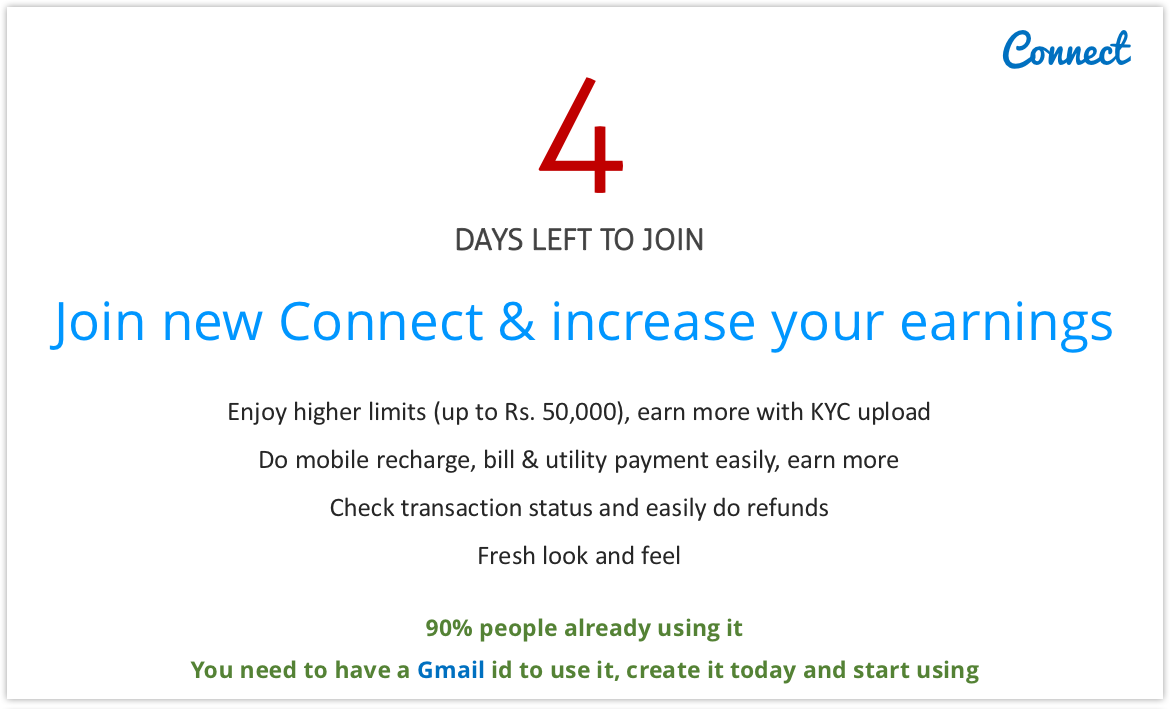 Connect
4
DAYS LEFT TO JOIN
Join new Connect & increase your earnings
Enjoy higher limits (up to Rs. 50,000), earn more with KYC upload
Do mobile recharge, bill & utility payment easily, earn more
Check transaction status and easily do refunds
Fresh look and feel
90% people already using it
You need to have a Gmail id to use it, create it today and start using